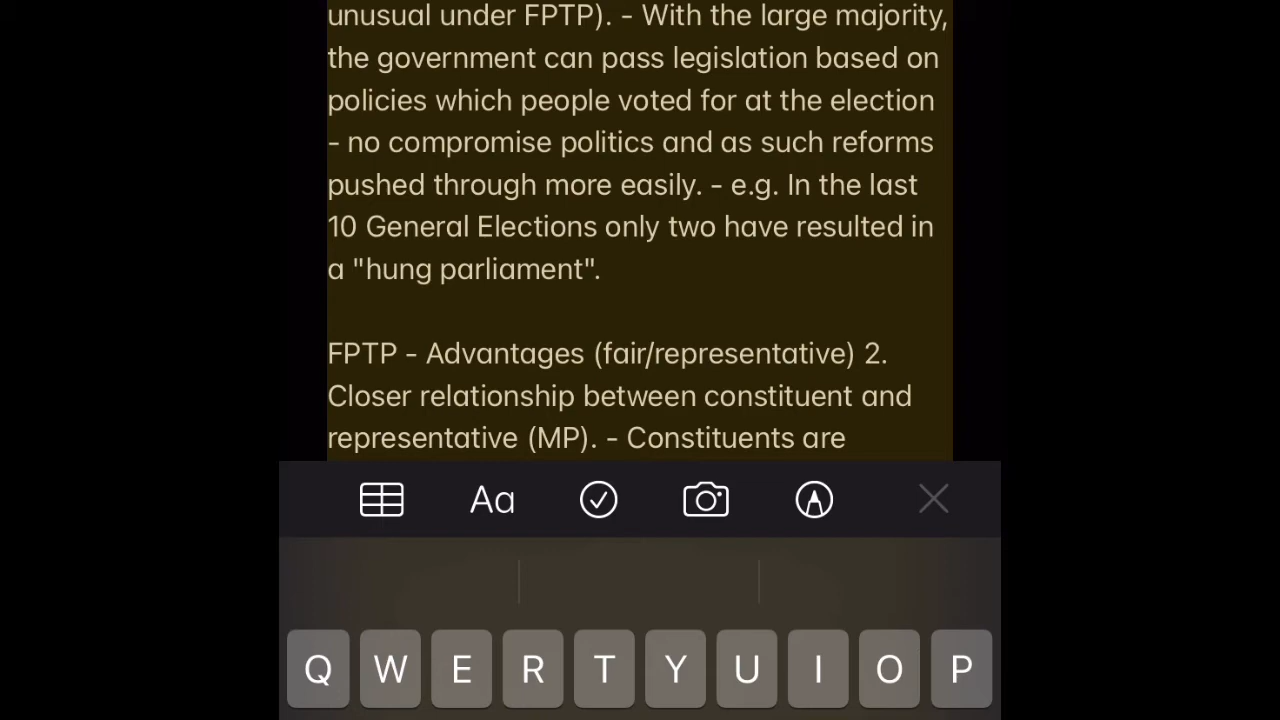 unusual under FPTP). - With the large majority,
the government can pass legislation based on
policies which people voted for at the election
- no compromise politics and as such reforms
pushed through more easily. - e.g. In the last
10 General Elections only two have resulted in
a "hung parliament".
FPTP - Advantages (fair/representative) 2.
Closer relationship between constituent and
representative (MP). - Constituents are
Aa
Q W E R T Y U I O P